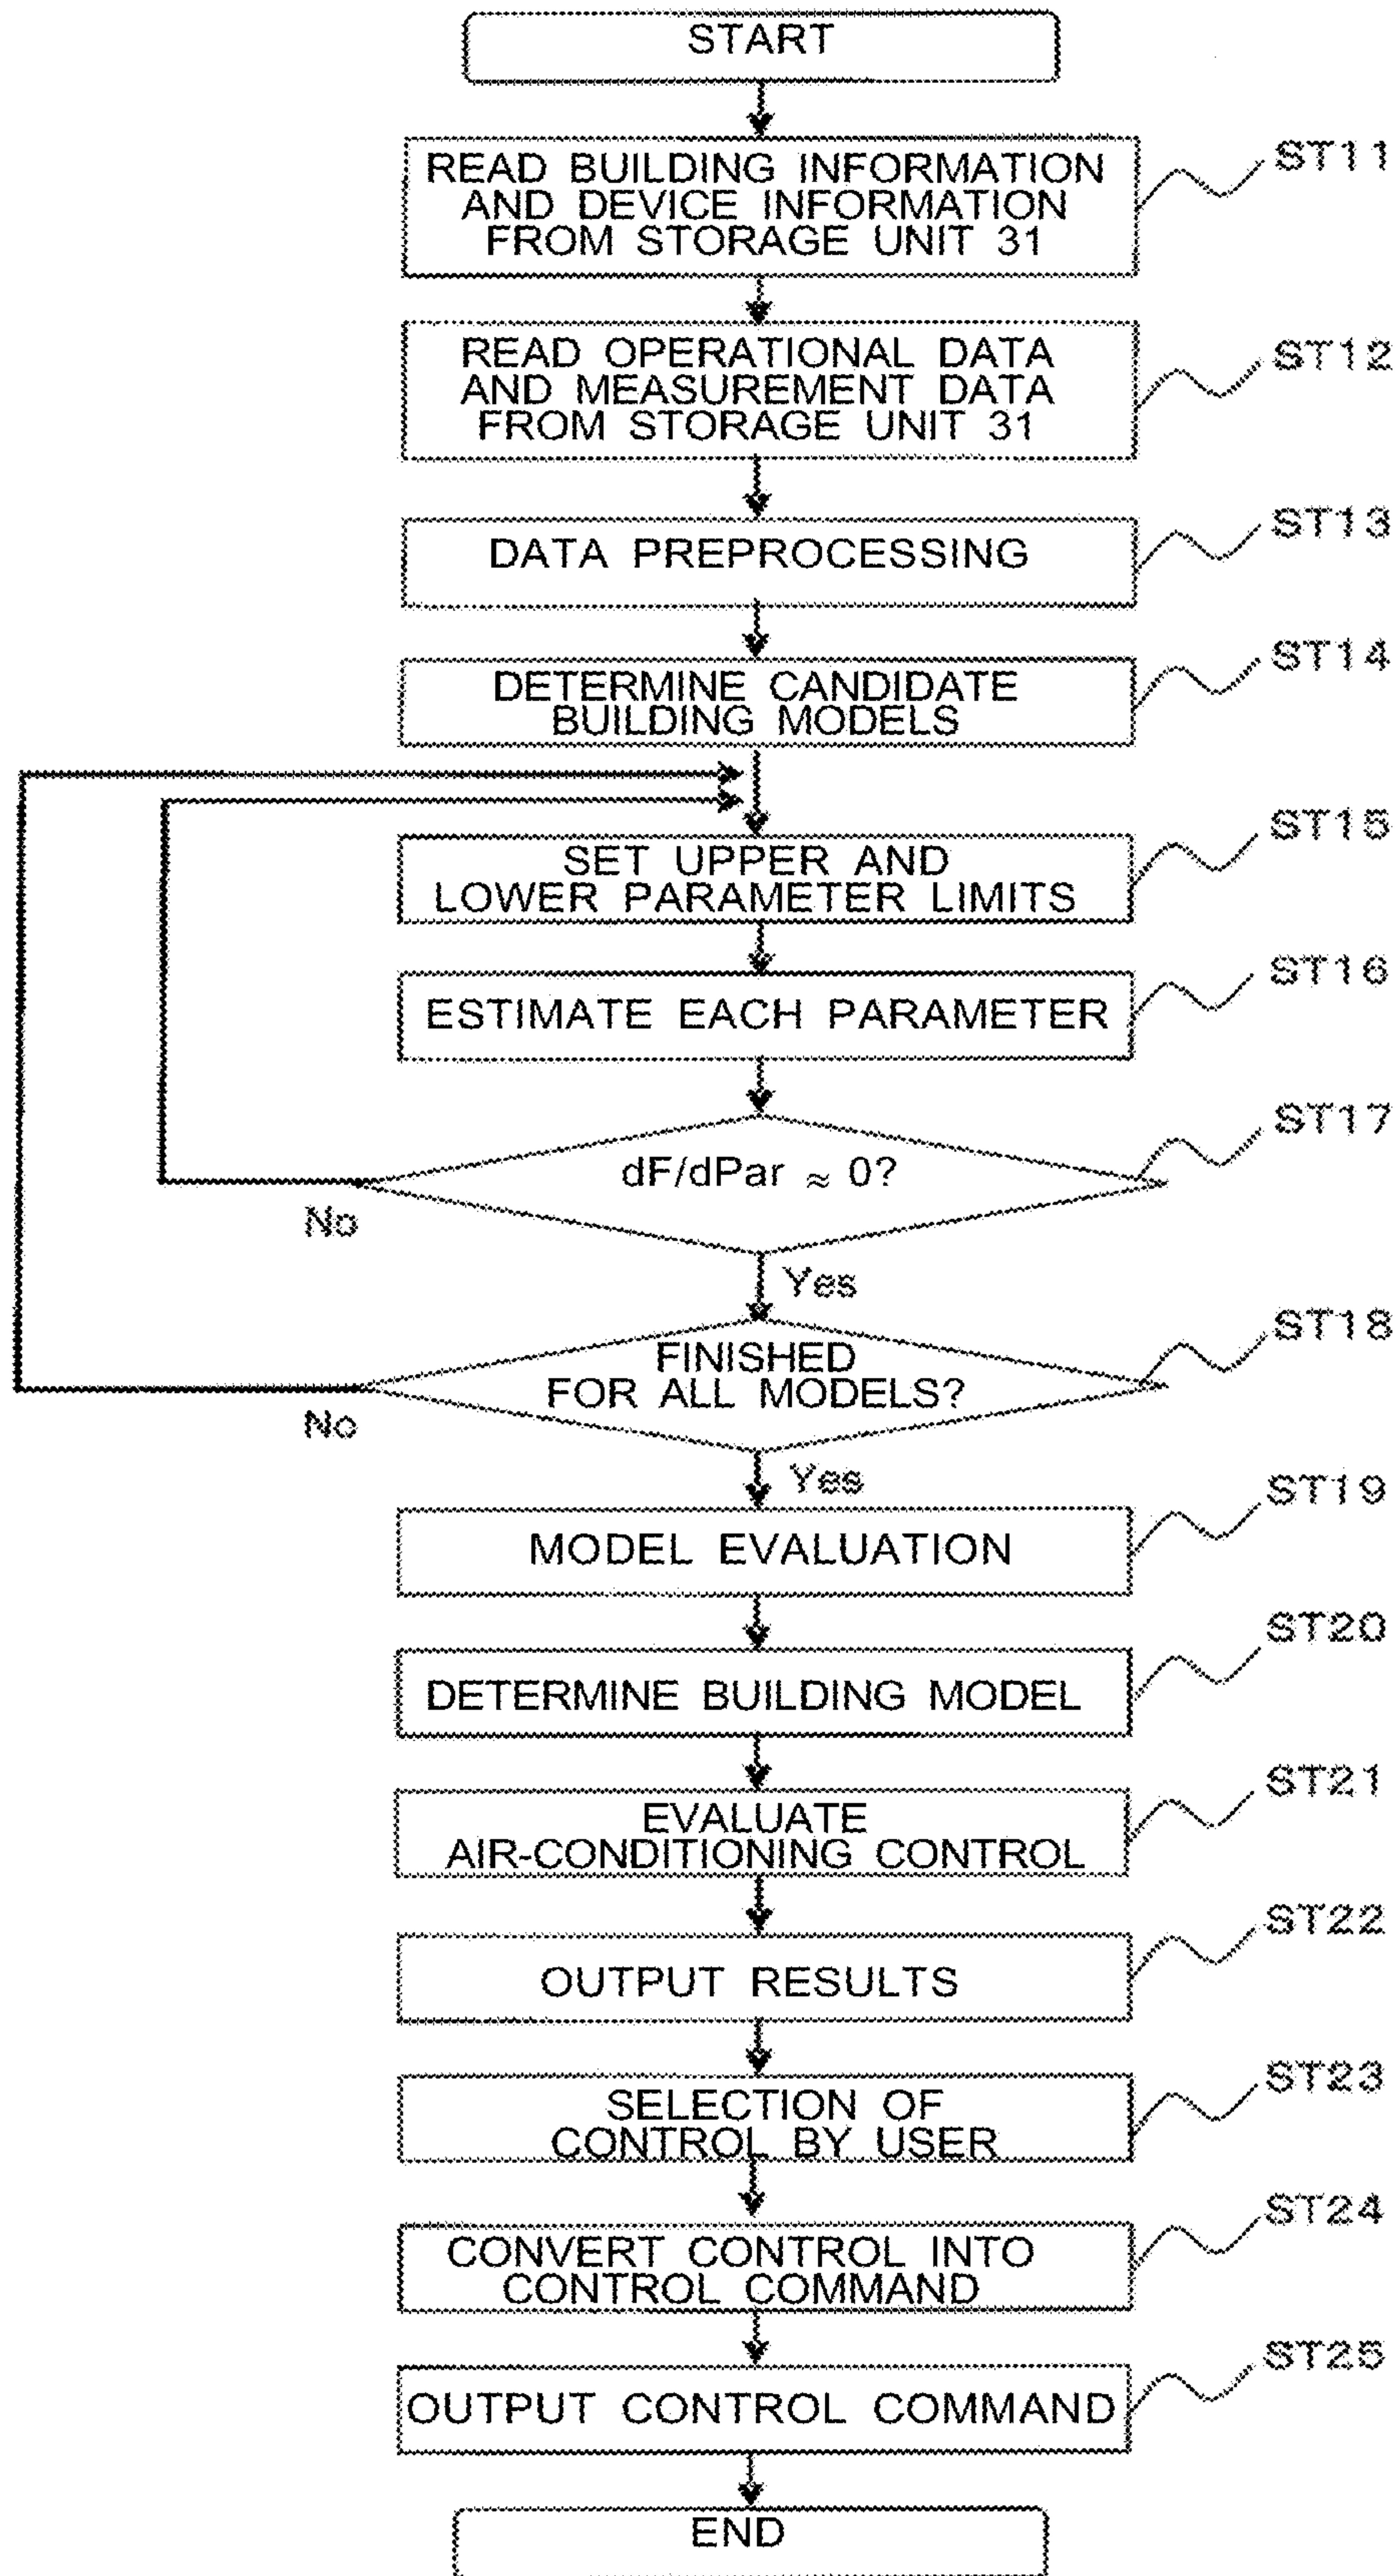 START
READ BUILDING INFORMATION
AND DEVICE INFORMATION
FROM STORAGE UNIT 31
ST11
READ OPERATIONAL DATA
AND MEASUREMENT DATA
FROM STORAGE UNIT 31
ST12
DATA PREPROCESSING
ST13
DETERMINE CANDIDATE
BUILDING MODELS
ST14
SET UPPER AND
LOWER PARAMETER LIMITS
ST15
ESTIMATE EACH PARAMETER
ST16
dF/dPar ≈ 0?
ST17
No
Yes
FINISHED
FOR ALL MODELS?
ST18
No
Yes
MODEL EVALUATION
ST19
DETERMINE BUILDING MODEL
ST20
EVALUATE
AIR-CONDITIONING CONTROL
ST21
OUTPUT RESULTS
ST22
SELECTION OF
CONTROL BY USER
ST23
CONVERT CONTROL INTO
CONTROL COMMAND
ST24
OUTPUT CONTROL COMMAND
ST25
END